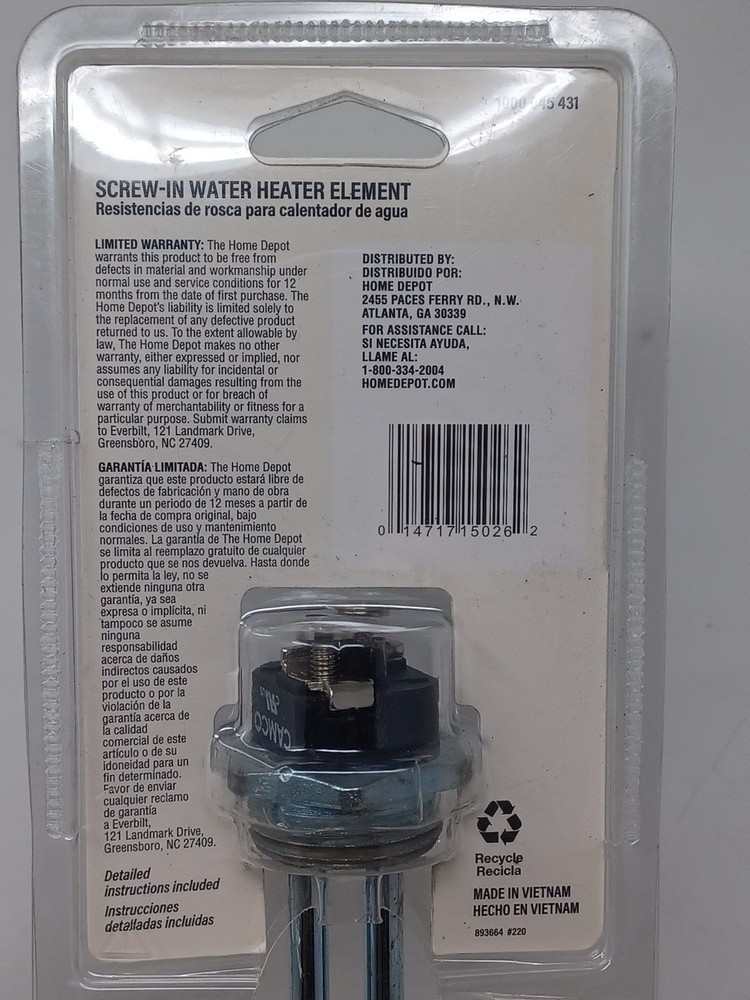 431
SCREW-IN WATER HEATER ELEMENT
Resistencias de rosca para calentador de agua
LIMITED WARRANTY: The Home Depot
warrants this product to be free from
defects in material and workmanship under
normal use and service conditions for 12
months from the date of first purchase. The
Home Depot's liability is limited solely to
the replacement of any defective product
returned to us. To the extent allowable by
law, The Home Depot makes no other
warranty, either expressed or implied, nor
assumes any liability for incidental or
consequential damages resulting from the
use of this product or for breach of
warranty of merchantability or fitness for a
particular purpose. Submit warranty claims
to Everbilt, 121 Landmark Drive,
Greensboro, NC 27409.
GARANTÍA LIMITADA: The Home Depot
garantiza que este producto estará libre de
defectos de fabricación y mano de obra
durante un periodo de 12 meses a partir de
la fecha de compra original, bajo
condiciones de uso y mantenimiento
normales. La garantía de The Home Depot
se limita al reemplazo gratuito de cualquier
producto que se nos devuelva. Hasta donde
lo permita la ley, no se
extiende ninguna otra
garantía, ya sea
expresa o implícita, ni
tampoco se asume
ninguna
responsabilidad
acerca de daños
indirectos causados
por el uso de este
producto o por la
violación de la
garantía acerca de
la calidad
comercial de este
artículo o de su
idoneidad para un
fin determinado.
Favor de enviar
cualquier reclamo
de garantía
a Everbilt,
121 Landmark Drive,
Greensboro, NC 27409.
Detailed
instructions included
Instrucciones
detalladas incluidas
DISTRIBUTED BY:
DISTRIBUIDO POR:
HOME DEPOT
2455 PACES FERRY RD., N.W.
ATLANTA, GA 30339
FOR ASSISTANCE CALL:
SI NECESITA AYUDA,
LLAME AL:
1-800-334-2004
HOMEDEPOT.COM
0 14717 15026 2
CAMCO
Recycle
Recicla
MADE IN VIETNAM
HECHO EN VIETNAM
893664 #220